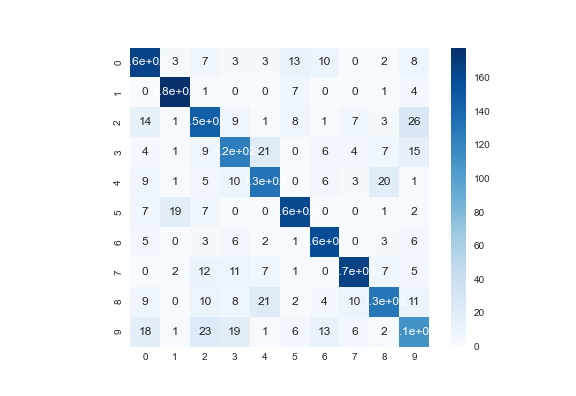 0 .6e+0. 3 7 3 3 13 10 0 2 8
1 0 .8e+0. 1 0 0 7 0 0 1 4
2 14 1 .5e+0. 9 1 8 1 7 3 26
3 4 1 9 .2e+0. 21 0 6 4 7 15
4 9 1 5 10 .3e+0. 0 6 3 20 1
5 7 19 7 0 0 .6e+0. 0 0 1 2
6 5 0 3 6 2 1 .6e+0. 0 3 6
7 0 2 12 11 7 1 0 .7e+0. 7 5
8 9 0 10 8 21 2 4 10 .3e+0. 11
9 18 1 23 19 1 6 13 6 2 .1e+0.
0 1 2 3 4 5 6 7 8 9
160
140
120
100
80
60
40
20
0